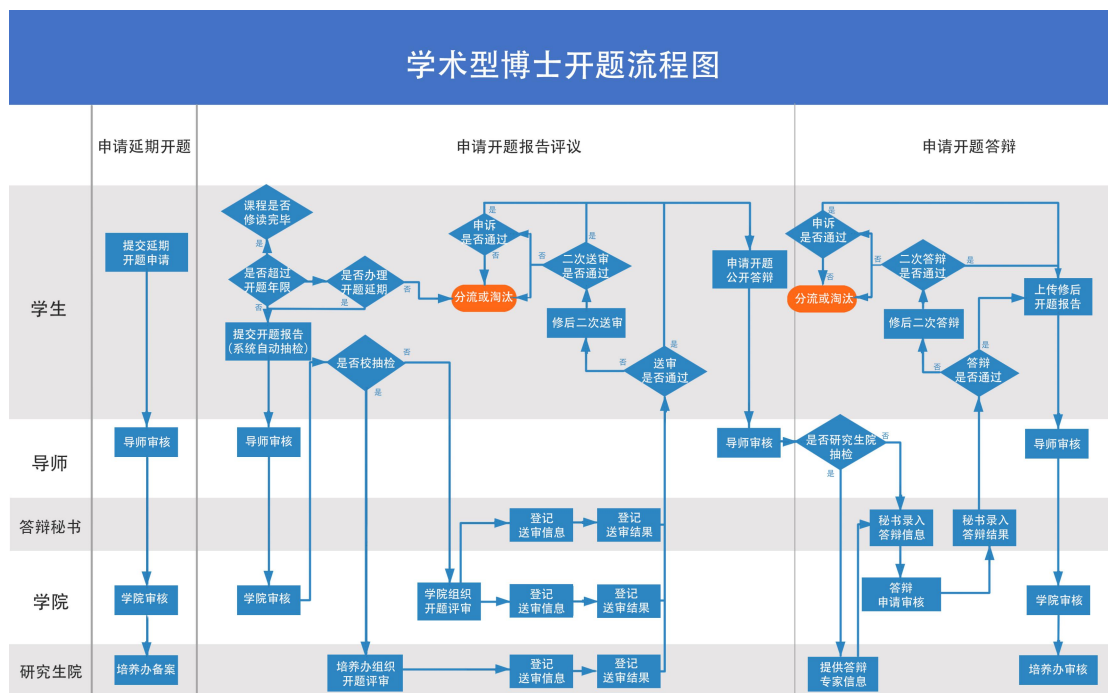 学术型博士开题流程图
申请延期开题
申请开题报告评议
申请开题答辩
学生
提交延期
开题申请
课程是否
修读完毕
是
是否超过
开题年限
否
是否办理
开题延期
是
否
提交开题报告
(系统自动抽检)
是否校抽检
否
是
申诉
是否通过
是
否
否
分流或淘汰
二次送审
是否通过
是
修后二次送审
否
送审
是否通过
是
申请开题
公开答辩
申诉
是否通过
是
否
否
分流或淘汰
二次答辩
是否通过
是
修后二次答辩
否
答辩
是否通过
是
上传修后
开题报告
导师
导师审核
导师审核
导师审核
是否研究生院
抽检
否
是
导师审核
答辩秘书
登记
送审信息
登记
送审结果
秘书录入
答辩信息
秘书录入
答辩结果
学院
学院审核
学院审核
学院组织
开题评审
登记
送审信息
登记
送审结果
答辩
申请审核
学院审核
研究生院
培养办备案
培养办组织
开题评审
登记
送审信息
登记
送审结果
提供答辩
专家信息
培养办审核